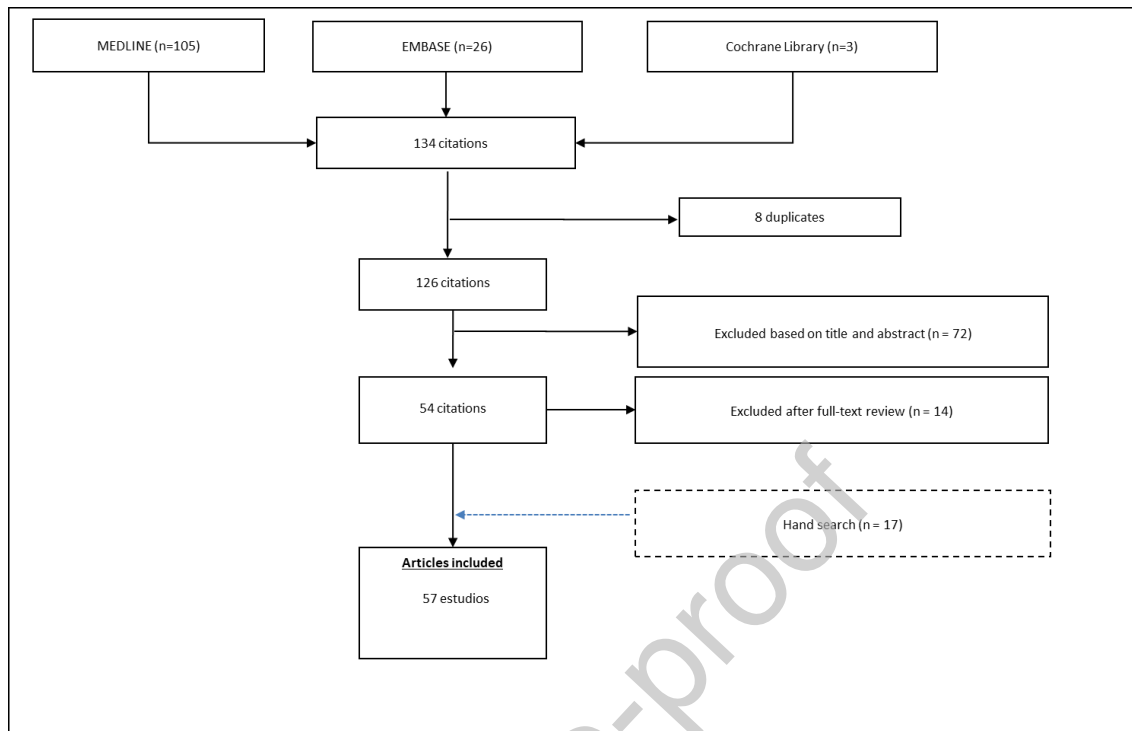 MEDLINE (n=105)
EMBASE (n=26)
Cochrane Library (n=3)
134 citations
8 duplicates
126 citations
Excluded based on title and abstract (n = 72)
54 citations
Excluded after full-text review (n = 14)
Hand search (n = 17)
Articles included
57 estudios
-proof